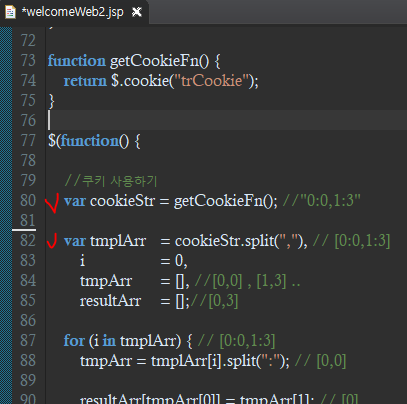 *welcomeWeb2.jsp
72
73 function getCookieFn() {
74 return $.cookie("trCookie");
75 }
76
77 $(function() {
78
79 //쿠키 사용하기
80 var cookieStr = getCookieFn(); //"0:0,1:3"
81
82 var tmplArr = cookieStr.split(","), // [0:0,1:3]
83 i = 0,
84 tmpArr = [], //[0,0] , [1,3] ..
85 resultArr = [];//[0,3]
86
87 for (i in tmplArr) { // [0:0,1:3]
88 tmpArr = tmplArr[i].split(":"); // [0,0]
89
90 resultArr[tmpArr[0]] = tmpArr[1]; // [0]